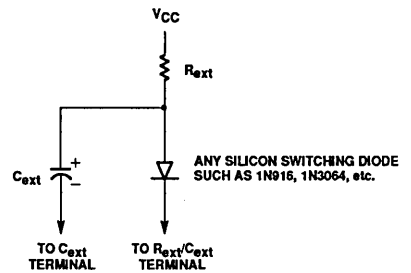 VCC
Rext
Cext
+
−
ANY SILICON SWITCHING DIODE
SUCH AS 1N916, 1N3064, etc.
TO Cext
TERMINAL
TO Rext/Cext
TERMINAL